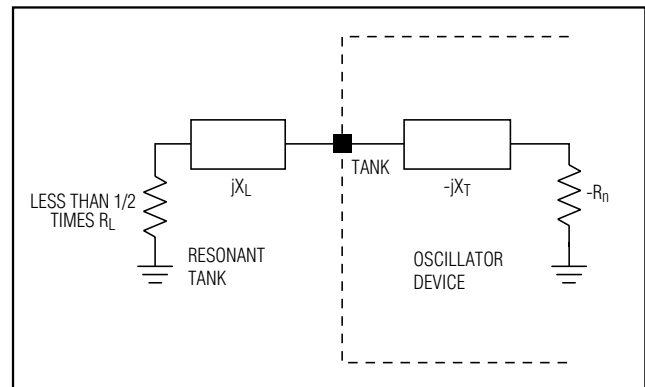 LESS THAN 1/2
TIMES RL
jXL
RESONANT
TANK
TANK
-jXT
-Rn
OSCILLATOR
DEVICE